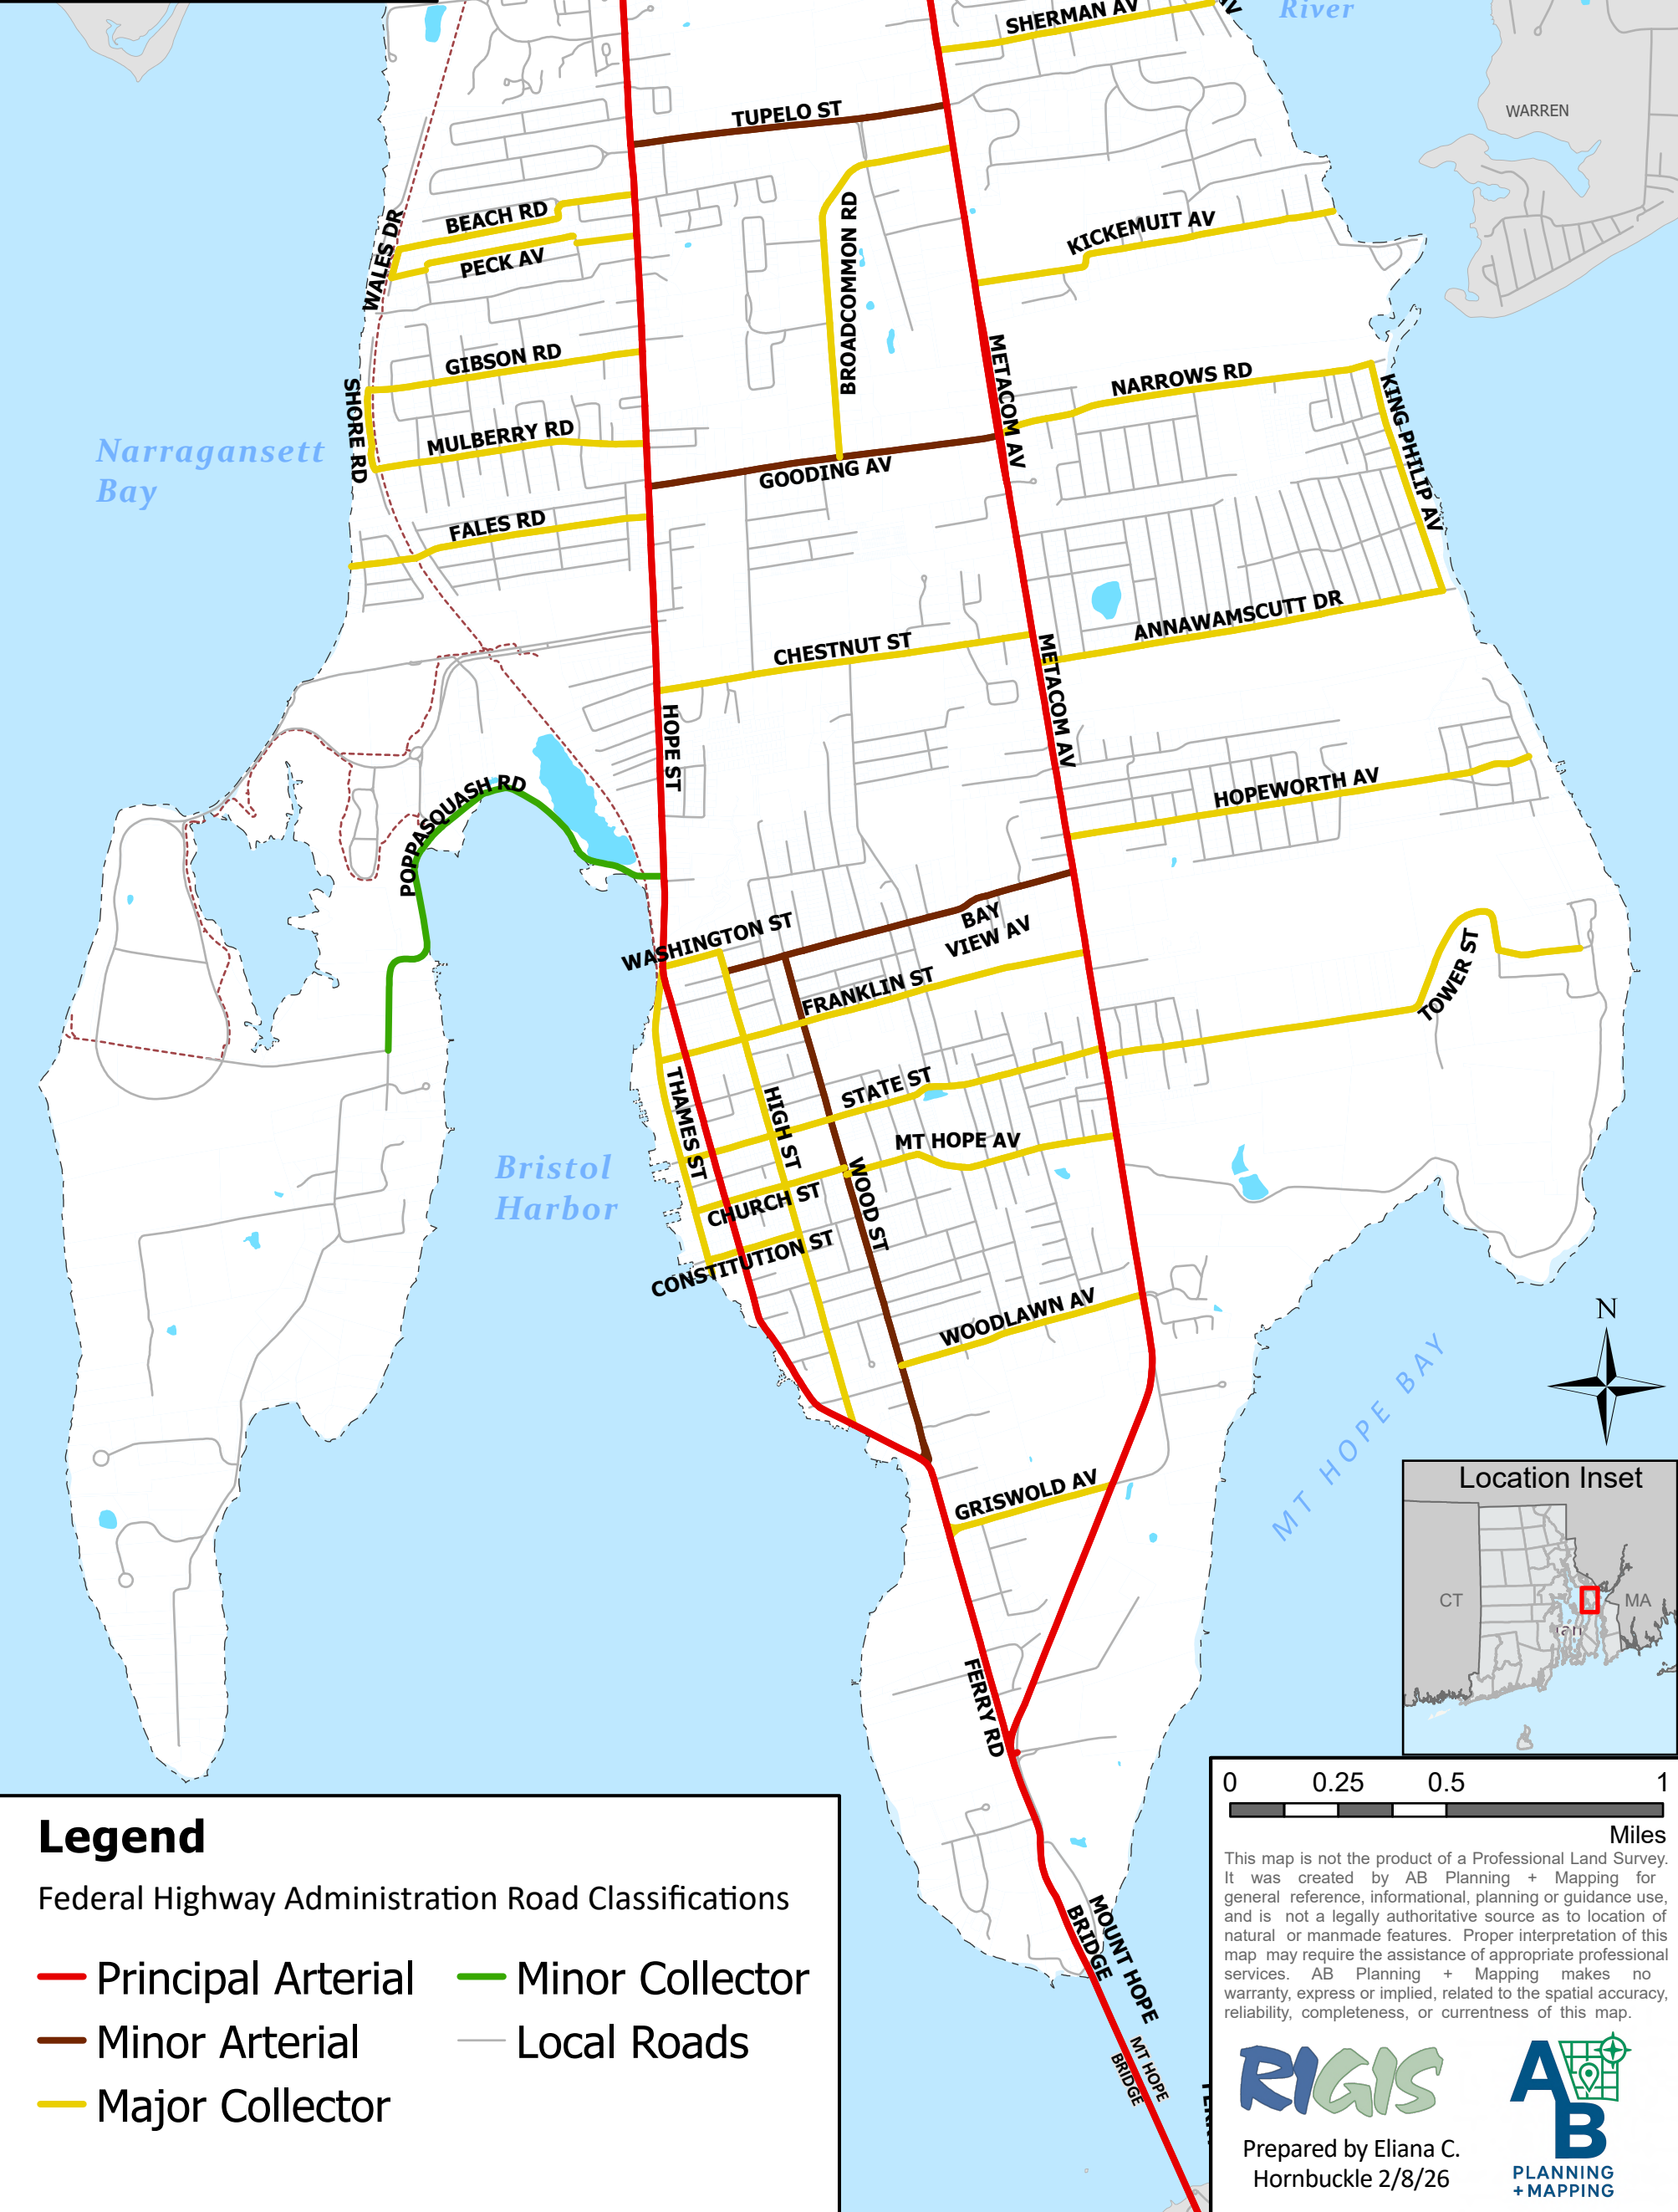 River
SHERMAN AV
AV
WARREN
TUPELO ST
BEACH RD
WALES DR
PECK AV
BROADCOMMON RD
KICKEMUIT AV
GIBSON RD
METACOM AV
NARROWS RD
KING PHILIP AV
SHORE RD
MULBERRY RD
Narragansett
Bay
GOODING AV
FALES RD
CHESTNUT ST
ANNAWAMSCUTT DR
METACOM AV
HOPE ST
HOPEWORTH AV
POPPASQUASH RD
WASHINGTON ST
BAY
VIEW AV
FRANKLIN ST
TOWER ST
THAMES ST
HIGH ST
STATE ST
MT HOPE AV
WOOD ST
Bristol
Harbor
CHURCH ST
CONSTITUTION ST
WOODLAWN AV
GRISWOLD AV
MT HOPE BAY
N
FERRY RD
MOUNT HOPE
BRIDGE
MT HOPE
BRIDGE
Location Inset
CT
MA
Legend
Federal Highway Administration Road Classifications
Principal Arterial
Minor Arterial
Major Collector
Minor Collector
Local Roads
0 0.25 0.5 1
Miles
This map is not the product of a Professional Land Survey.
It was created by AB Planning + Mapping for
general reference, informational, planning or guidance use,
and is not a legally authoritative source as to location of
natural or manmade features. Proper interpretation of this
map may require the assistance of appropriate professional
services. AB Planning + Mapping makes no
warranty, express or implied, related to the spatial accuracy,
reliability, completeness, or currentness of this map.
RIGIS
Prepared by Eliana C.
Hornbuckle 2/8/26
AB
PLANNING
+MAPPING